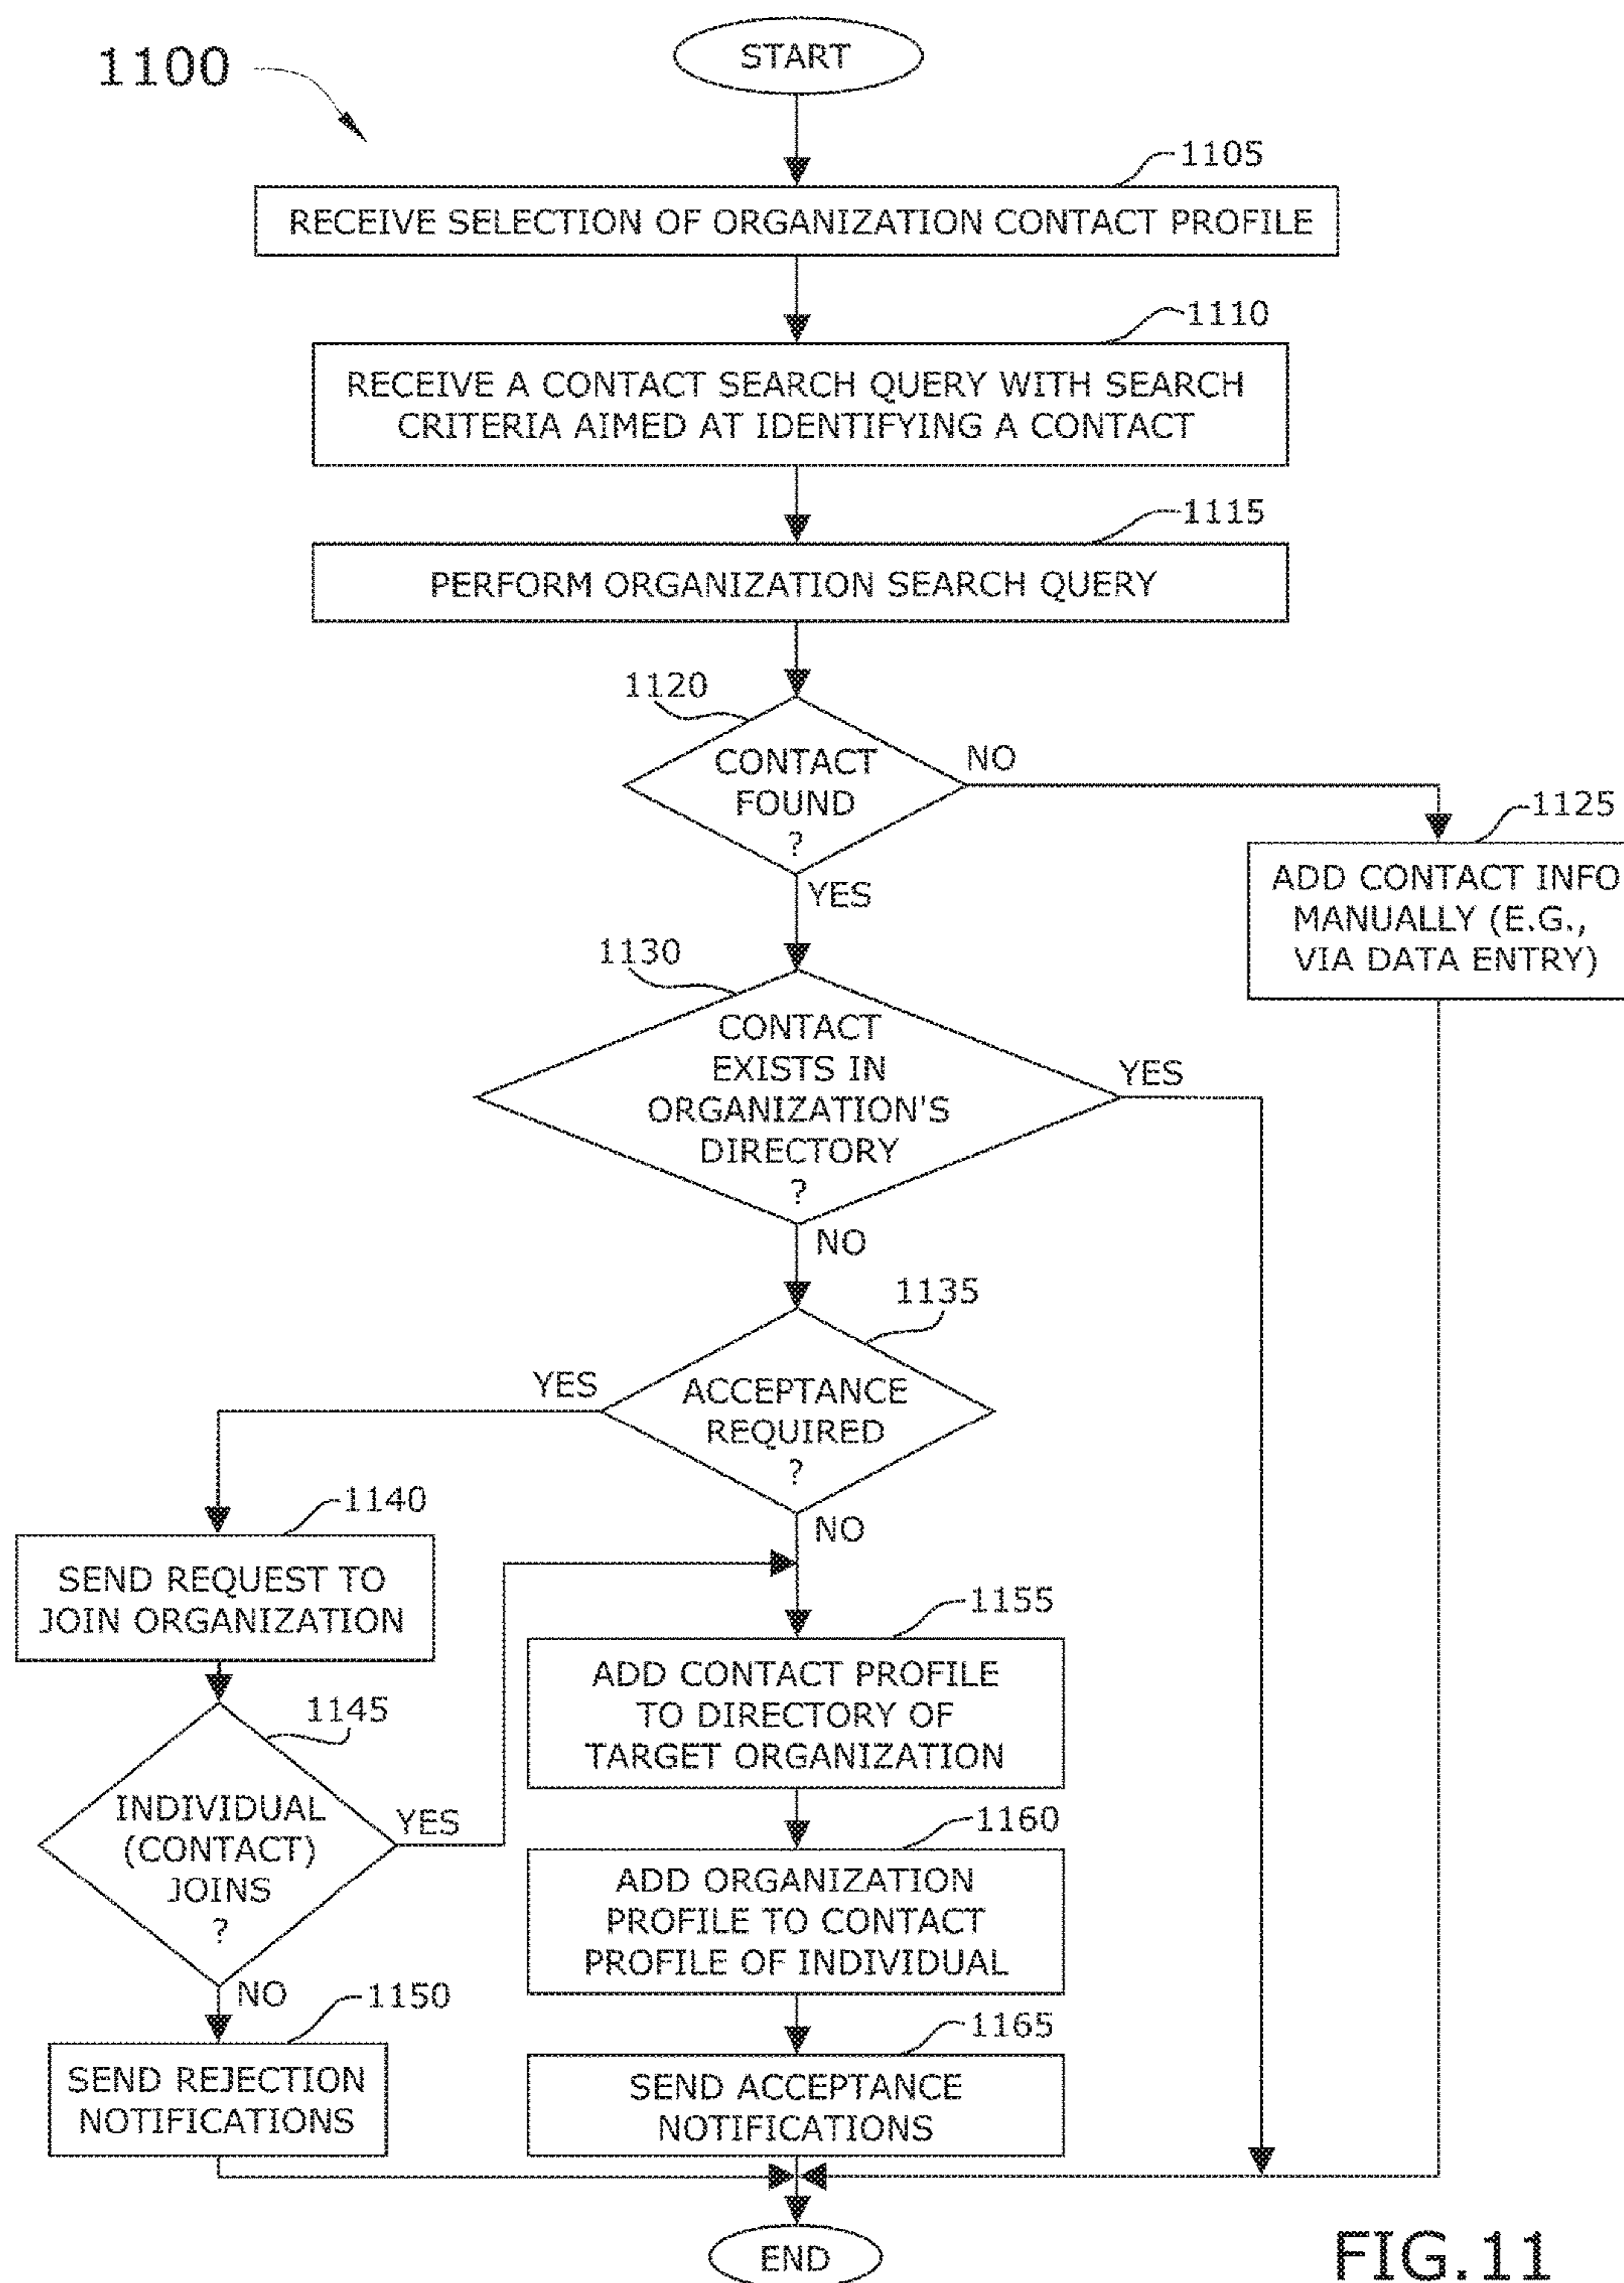 1100
START
1105
RECEIVE SELECTION OF ORGANIZATION CONTACT PROFILE
1110
RECEIVE A CONTACT SEARCH QUERY WITH SEARCH
CRITERIA AIMED AT IDENTIFYING A CONTACT
1115
PERFORM ORGANIZATION SEARCH QUERY
1120
CONTACT
FOUND
?
NO
YES
1125
ADD CONTACT INFO
MANUALLY (E.G.,
VIA DATA ENTRY)
1130
CONTACT
EXISTS IN
ORGANIZATION'S
DIRECTORY
?
YES
NO
1135
ACCEPTANCE
REQUIRED
?
YES
NO
1140
SEND REQUEST TO
JOIN ORGANIZATION
1145
INDIVIDUAL
(CONTACT)
JOINS
?
YES
NO
1150
SEND REJECTION
NOTIFICATIONS
1155
ADD CONTACT PROFILE
TO DIRECTORY OF
TARGET ORGANIZATION
1160
ADD ORGANIZATION
PROFILE TO CONTACT
PROFILE OF INDIVIDUAL
1165
SEND ACCEPTANCE
NOTIFICATIONS
END
FIG.11